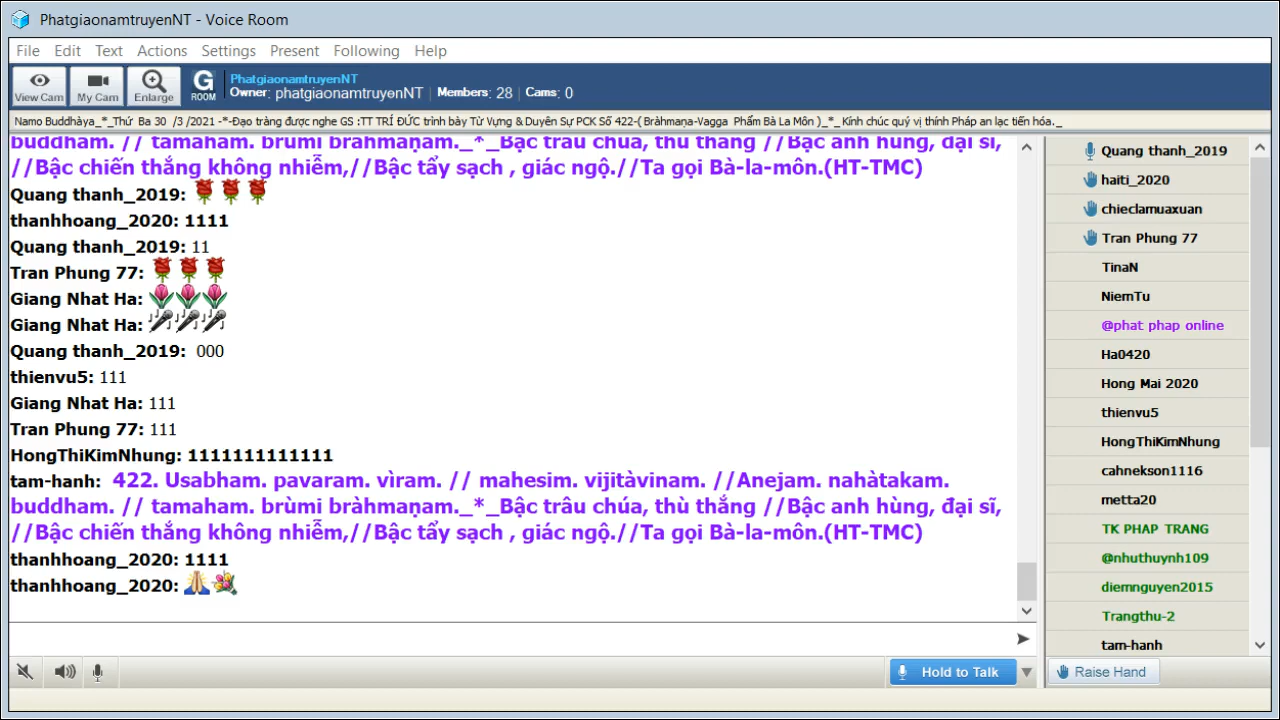 PhatgiaonamtruyenNT - Voice Room
File Edit Text Actions Settings Present Following Help
View Cam My Cam Enlarge G ROOM PhatgiaonamtruyenNT
Owner: phatgiaonamtruyenNT Members: 28 Cams: 0
Namo Buddhàya_*_Thứ Ba 30 /3 /2021 -*-Đạo tràng được nghe GS :TT TRÍ ĐỨC trình bày Từ Vựng & Duyên Sự PCK Số 422-( Bràhmaṇa-Vagga Phẩm Bà La Môn )_*_ Kính chúc quý vị thính Pháp an lạc tiến hóa._
buddham. // tamaham. brùmi bràhmaṇam._*_Bậc trâu chúa, thù thắng //Bậc anh hùng, đại sĩ,
//Bậc chiến thắng không nhiễm,//Bậc tẩy sạch , giác ngộ.//Ta gọi Bà-la-môn.(HT-TMC)
Quang thanh_2019: 🌹🌹🌹
thanhhoang_2020: 1111
Quang thanh_2019: 11
Tran Phung 77: 🌹🌹🌹
Giang Nhat Ha: 🌷🌷🌷
Giang Nhat Ha: 🎤🎤🎤
Quang thanh_2019: 000
thienvu5: 111
Giang Nhat Ha: 111
Tran Phung 77: 111
HongThiKimNhung: 1111111111111
tam-hanh: 422. Usabham. pavaram. vìram. // mahesim. vijitàvinam. //Anejam. nahàtakam.
buddham. // tamaham. brùmi bràhmaṇam._*_Bậc trâu chúa, thù thắng //Bậc anh hùng, đại sĩ,
//Bậc chiến thắng không nhiễm,//Bậc tẩy sạch , giác ngộ.//Ta gọi Bà-la-môn.(HT-TMC)
thanhhoang_2020: 1111
thanhhoang_2020: 🙏💐
Quang thanh_2019
haiti_2020
chieclamuaxuan
Tran Phung 77
TinaN
NiemTu
@phat phap online
Ha0420
Hong Mai 2020
thienvu5
HongThiKimNhung
cahnekson1116
metta20
TK PHAP TRANG
@nhuthuynh109
diemnguyen2015
Trangthu-2
tam-hanh
Hold to Talk
Raise Hand